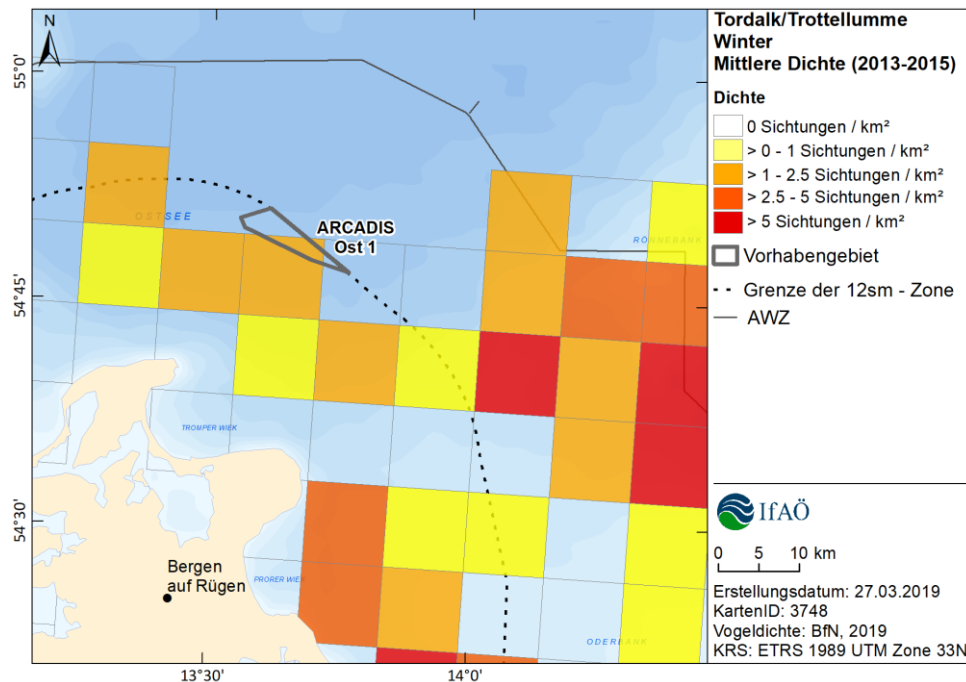 N
55°0'
54°45'
54°30'
13°30'
14°0'
OSTSEE
ARCADIS
Ost 1
RÖNNEBANK
TROMPER WIEK
Bergen
auf Rügen
PRORER WIEK
ODERBANK
Tordalk/Trottellumme
Winter
Mittlere Dichte (2013-2015)
Dichte
0 Sichtungen / km²
> 0 - 1 Sichtungen / km²
> 1 - 2.5 Sichtungen / km²
> 2.5 - 5 Sichtungen / km²
> 5 Sichtungen / km²
Vorhabengebiet
Grenze der 12sm - Zone
AWZ
IfAÖ
0 5 10 km
Erstellungsdatum: 27.03.2019
KartenID: 3748
Vogeldichte: BfN, 2019
KRS: ETRS 1989 UTM Zone 33N